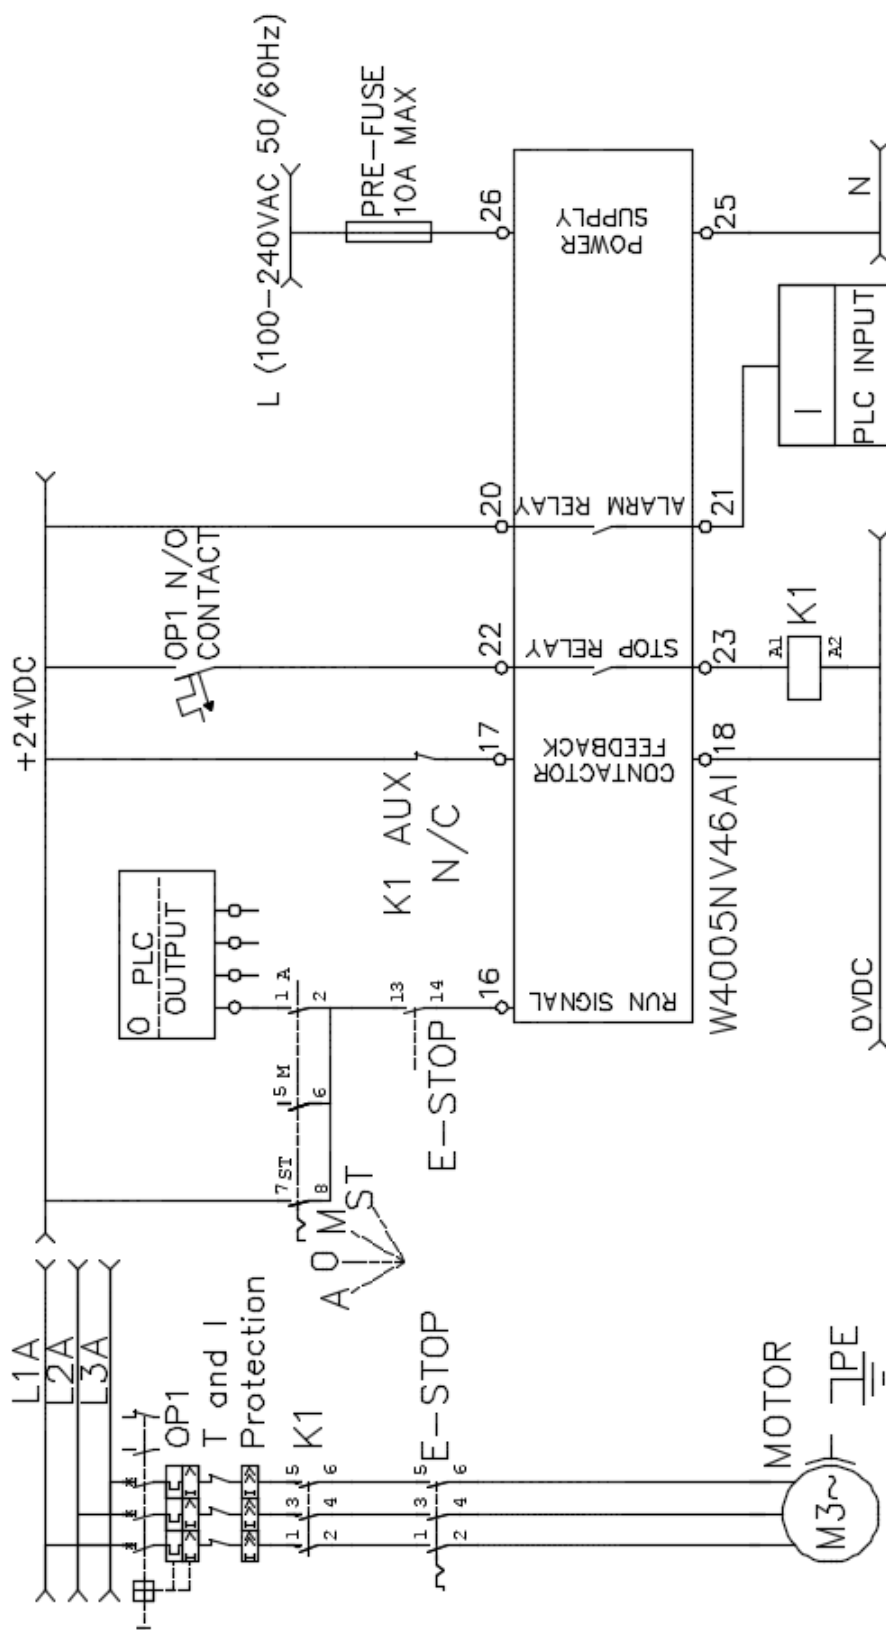 L1A
L2A
L3A
OP1
T and I
Protection
1 3 5
2 4 6
K1
1 3 5
2 4 6
E-STOP
M3~
MOTOR
PE
+24VDC
O PLC
OUTPUT
7 ST
8
5 M
6
1 A
2
A O M ST
13
14
E-STOP
K1 AUX
N/C
OP1 N/O
CONTACT
L (100-240VAC 50/60Hz)
PRE-FUSE
10A MAX
16
17
22
20
26
RUN SIGNAL
CONTACTOR
FEEDBACK
STOP RELAY
ALARM RELAY
POWER
SUPPLY
W4005NV46AI
18
23
21
25
A1
A2
K1
I
PLC INPUT
N
0VDC